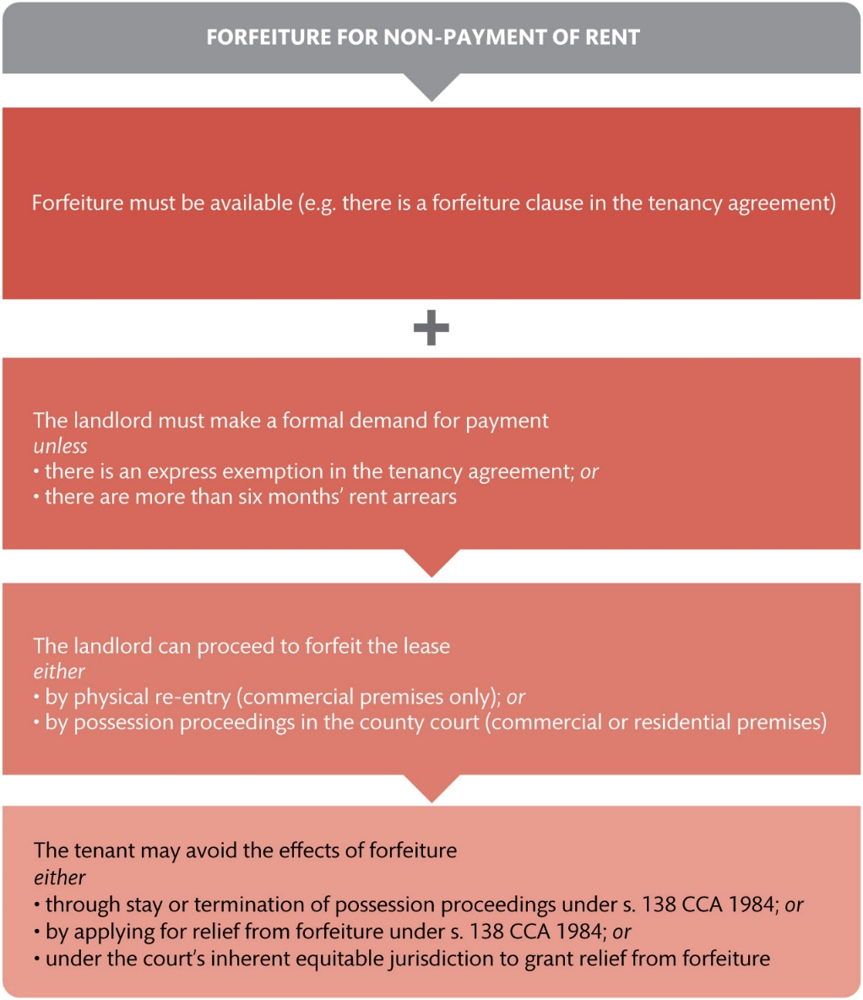 FORFEITURE FOR NON-PAYMENT OF RENT
Forfeiture must be available (e.g. there is a forfeiture clause in the tenancy agreement)
+
The landlord must make a formal demand for payment
unless
• there is an express exemption in the tenancy agreement; or
• there are more than six months’ rent arrears
The landlord can proceed to forfeit the lease
either
• by physical re-entry (commercial premises only); or
• by possession proceedings in the county court (commercial or residential premises)
The tenant may avoid the effects of forfeiture
either
• through stay or termination of possession proceedings under s. 138 CCA 1984; or
• by applying for relief from forfeiture under s. 138 CCA 1984; or
• under the court’s inherent equitable jurisdiction to grant relief from forfeiture